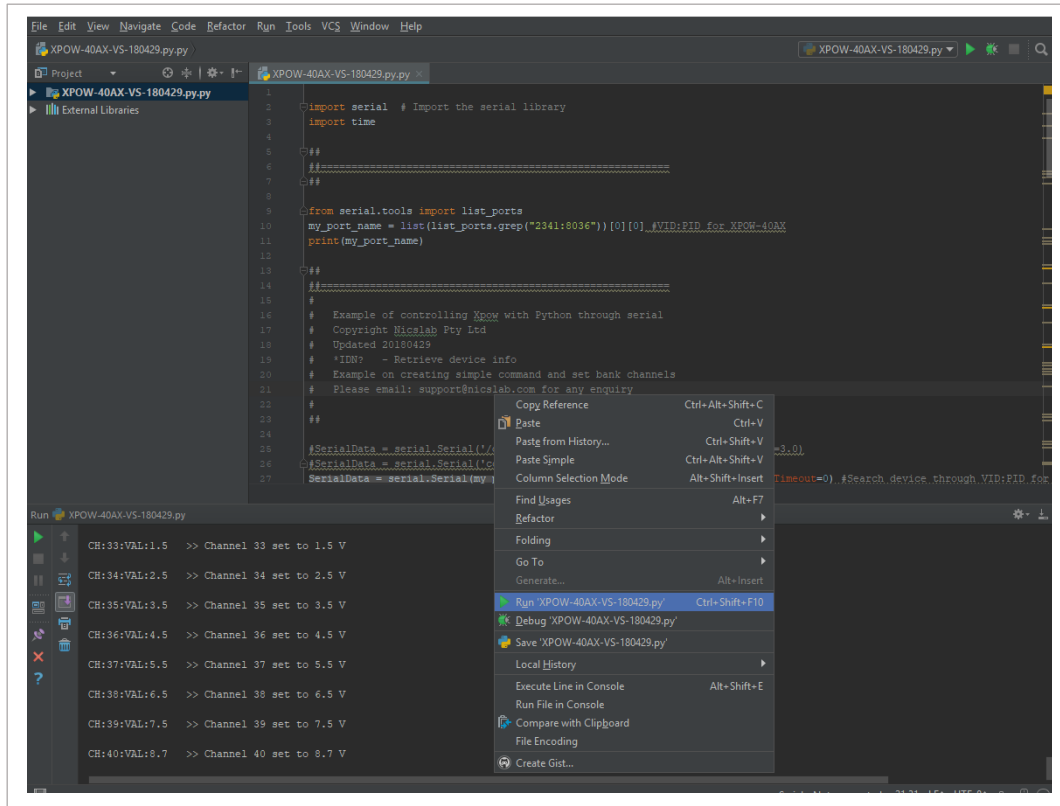 File Edit View Navigate Code Refactor Run Tools VCS Window Help
XPOW-40AX-VS-180429.py.py
XPOW-40AX-VS-180429.py
Project
XPOW-40AX-VS-180429.py.py
XPOW-40AX-VS-180429.py.py
External Libraries
1
2 import serial # Import the serial library
3 import time
4
5 ##
6 ##=========================================================
7 ##
8
9 from serial.tools import list_ports
10 my_port_name = list(list_ports.grep("2341:8036"))[0][0] #VID:PID for XPOW-40AX
11 print(my_port_name)
12
13 ##
14 ##=========================================================
15 #
16 # Example of controlling Xpow with Python through serial
17 # Copyright Nicslab Pty Ltd
18 # Updated 20180429
19 # *IDN? - Retrieve device info
20 # Example on creating simple command and set bank channels
21 # Please email: support@nicslab.com for any enquiry
22 #
23 ##
24
25 #SerialData = serial.Serial('/ =3.0)
26 #SerialData = serial.Serial('c
27 SerialData = serial.Serial(my Timeout=0) #Search device through VID:PID for
Copy Reference Ctrl+Alt+Shift+C
Paste Ctrl+V
Paste from History... Ctrl+Shift+V
Paste Simple Ctrl+Alt+Shift+V
Column Selection Mode Alt+Shift+Insert
Find Usages Alt+F7
Refactor
Folding
Go To
Generate... Alt+Insert
Run 'XPOW-40AX-VS-180429.py' Ctrl+Shift+F10
Debug 'XPOW-40AX-VS-180429.py'
Save 'XPOW-40AX-VS-180429.py'
Local History
Execute Line in Console Alt+Shift+E
Run File in Console
Compare with Clipboard
File Encoding
Create Gist...
Run XPOW-40AX-VS-180429.py
CH:33:VAL:1.5 >> Channel 33 set to 1.5 V
CH:34:VAL:2.5 >> Channel 34 set to 2.5 V
CH:35:VAL:3.5 >> Channel 35 set to 3.5 V
CH:36:VAL:4.5 >> Channel 36 set to 4.5 V
CH:37:VAL:5.5 >> Channel 37 set to 5.5 V
CH:38:VAL:6.5 >> Channel 38 set to 6.5 V
CH:39:VAL:7.5 >> Channel 39 set to 7.5 V
CH:40:VAL:8.7 >> Channel 40 set to 8.7 V